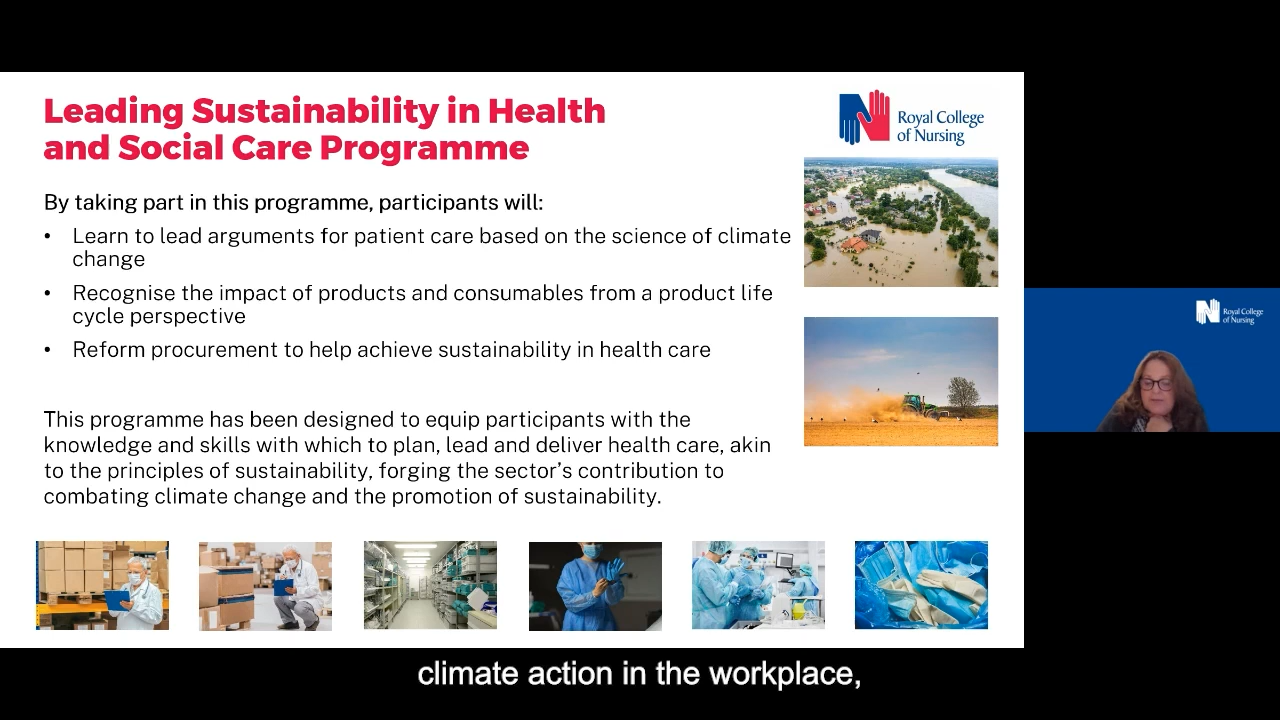 Leading Sustainability in Health
and Social Care Programme
Royal College
of Nursing
By taking part in this programme, participants will:
• Learn to lead arguments for patient care based on the science of climate
change
• Recognise the impact of products and consumables from a product life
cycle perspective
• Reform procurement to help achieve sustainability in health care
This programme has been designed to equip participants with the
knowledge and skills with which to plan, lead and deliver health care, akin
to the principles of sustainability, forging the sector's contribution to
combating climate change and the promotion of sustainability.
Royal College
of Nursing
climate action in the workplace,